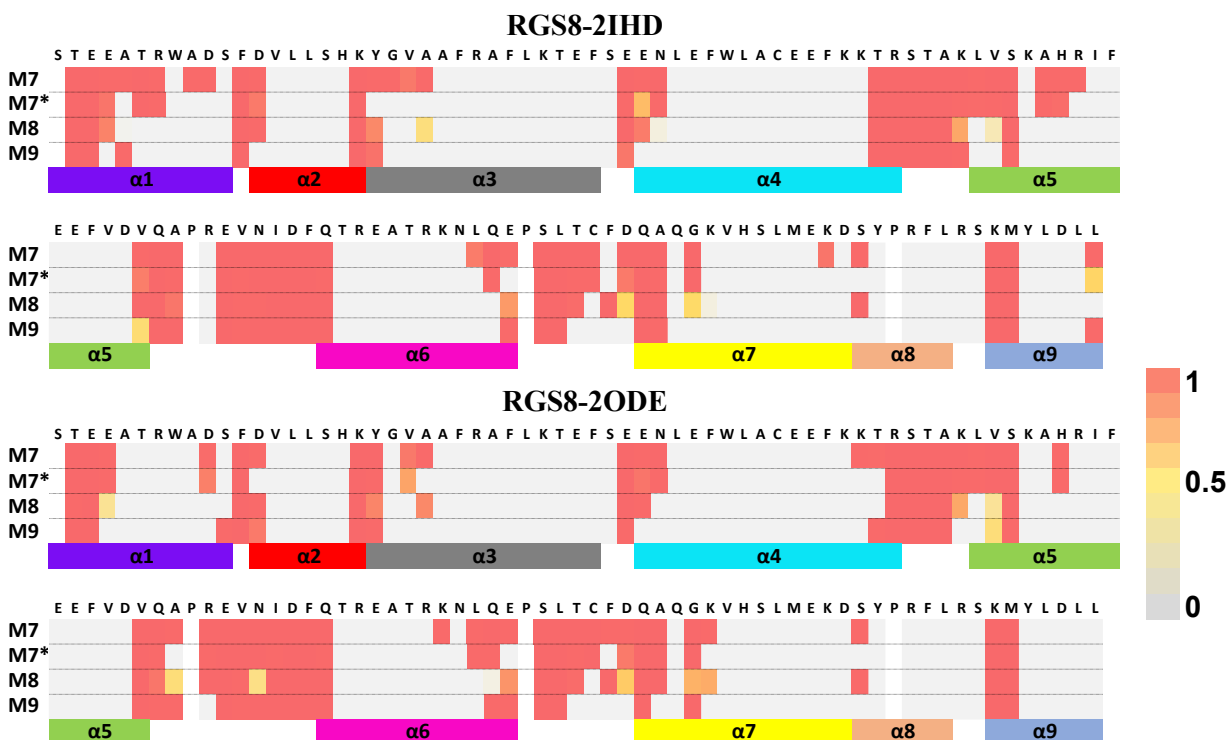 RGS8-2IHD
S T E E A T R W A D S F D V L L S H K Y G V A A F R A F L K T E F S E E N L E F W L A C E E F K K T R S T A K L V S K A H R I F
M7
M7*
M8
M9
α1 α2 α3 α4 α5
E E F V D V Q A P R E V N I D F Q T R E A T R K N L Q E P S L T C F D Q A Q G K V H S L M E K D S Y P R F L R S K M Y L D L L
M7
M7*
M8
M9
α5 α6 α7 α8 α9
RGS8-2ODE
S T E E A T R W A D S F D V L L S H K Y G V A A F R A F L K T E F S E E N L E F W L A C E E F K K T R S T A K L V S K A H R I F
M7
M7*
M8
M9
α1 α2 α3 α4 α5
E E F V D V Q A P R E V N I D F Q T R E A T R K N L Q E P S L T C F D Q A Q G K V H S L M E K D S Y P R F L R S K M Y L D L L
M7
M7*
M8
M9
α5 α6 α7 α8 α9
1
0.5
0